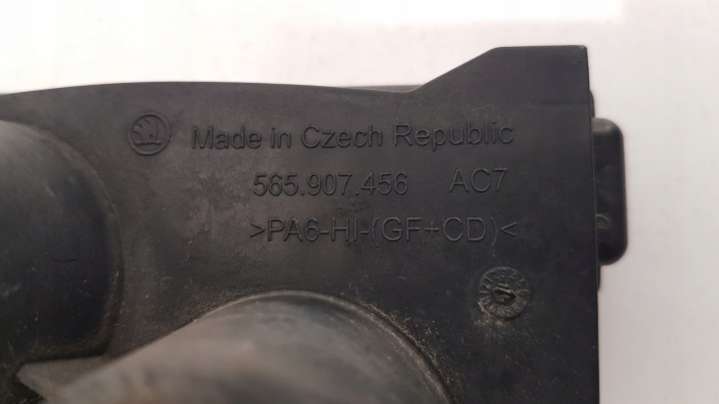 Made in Czech Republic
565.907.456 AC7
>PA6-HI-(GF+CD)<